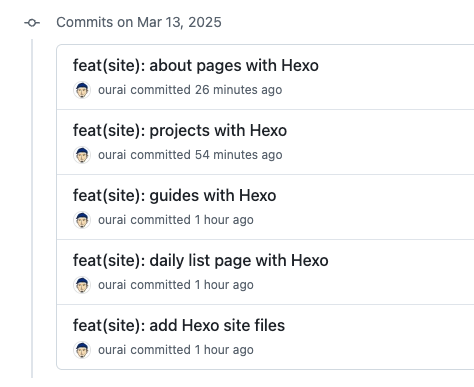 Commits on Mar 13, 2025
feat(site): about pages with Hexo
ourai committed 26 minutes ago
feat(site): projects with Hexo
ourai committed 54 minutes ago
feat(site): guides with Hexo
ourai committed 1 hour ago
feat(site): daily list page with Hexo
ourai committed 1 hour ago
feat(site): add Hexo site files
ourai committed 1 hour ago